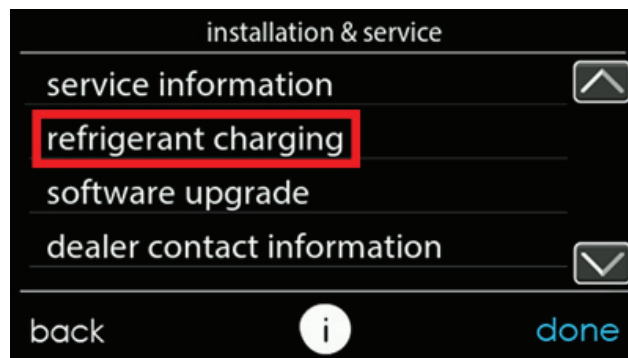 installation & service
service information
refrigerant charging
software upgrade
dealer contact information
back i done